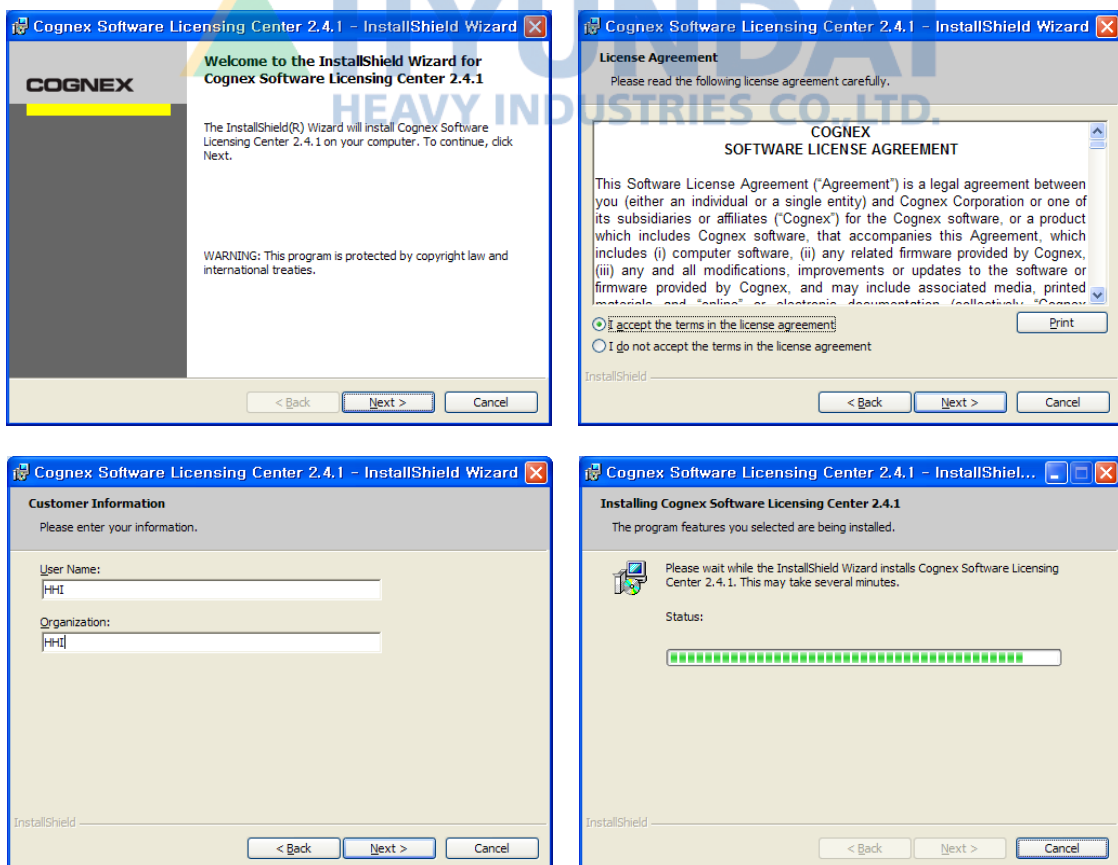 HYUNDAI
HEAVY INDUSTRIES CO.,LTD.
Cognex Software Licensing Center 2.4.1 - InstallShield Wizard
COGNEX
Welcome to the InstallShield Wizard for
Cognex Software Licensing Center 2.4.1
The InstallShield(R) Wizard will install Cognex Software
Licensing Center 2.4.1 on your computer. To continue, click
Next.
WARNING: This program is protected by copyright law and
international treaties.
< Back
Next >
Cancel
Cognex Software Licensing Center 2.4.1 - InstallShield Wizard
License Agreement
Please read the following license agreement carefully.
COGNEX
SOFTWARE LICENSE AGREEMENT
This Software License Agreement (“Agreement”) is a legal agreement between
you (either an individual or a single entity) and Cognex Corporation or one of
its subsidiaries or affiliates (“Cognex”) for the Cognex software, or a product
which includes Cognex software, that accompanies this Agreement, which
includes (i) computer software, (ii) any related firmware provided by Cognex,
(iii) any and all modifications, improvements or updates to the software or
firmware provided by Cognex, and may include associated media, printed
materials and “online” or electronic documentation (collectively “Cognex
I accept the terms in the license agreement
Print
I do not accept the terms in the license agreement
InstallShield
< Back
Next >
Cancel
Cognex Software Licensing Center 2.4.1 - InstallShield Wizard
Customer Information
Please enter your information.
User Name:
HHI
Organization:
HHI
InstallShield
< Back
Next >
Cancel
Cognex Software Licensing Center 2.4.1 - InstallShiel...
Installing Cognex Software Licensing Center 2.4.1
The program features you selected are being installed.
Please wait while the InstallShield Wizard installs Cognex Software Licensing
Center 2.4.1. This may take several minutes.
Status:
InstallShield
< Back
Next >
Cancel